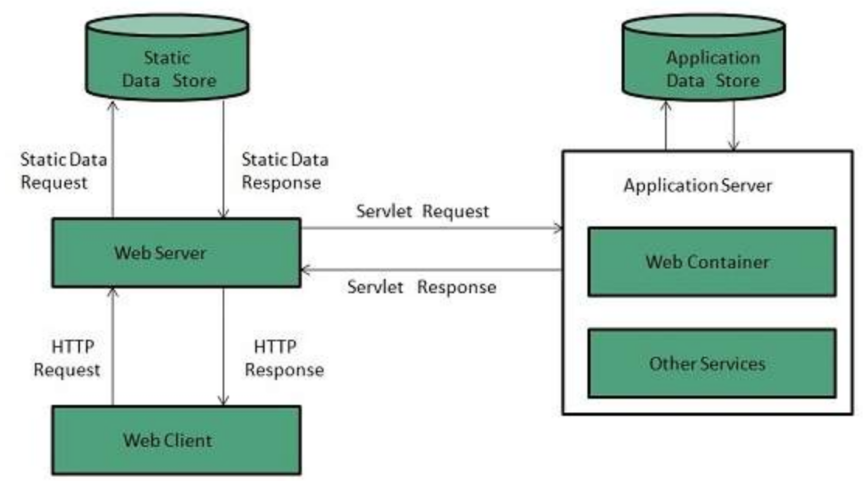 Static
Data Store
Application
Data Store
Static Data
Request
Static Data
Response
Application Server
Servlet Request
Web Server
Web Container
Servlet Response
HTTP
Request
HTTP
Response
Other Services
Web Client